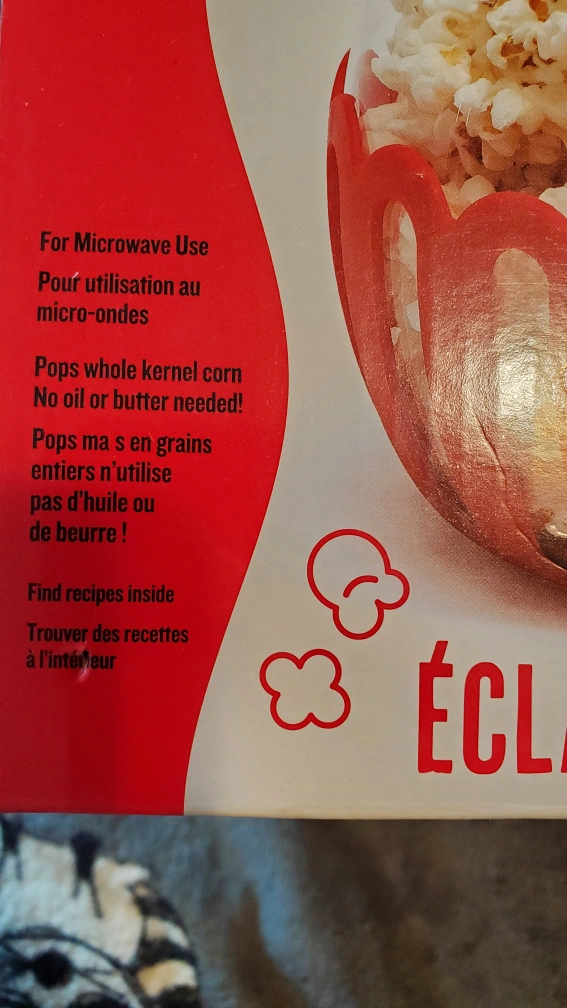 For Microwave Use
Pour utilisation au
micro-ondes
Pops whole kernel corn
No oil or butter needed!
Pops ma s en grains
entiers n'utilise
pas d'huile ou
de beurre !
Find recipes inside
Trouver des recettes
à l'intérieur
ÉCLA